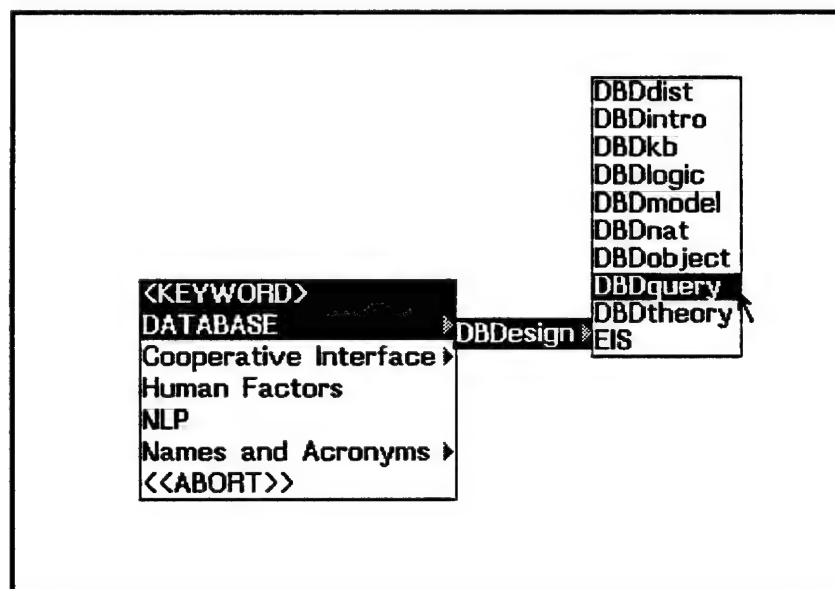 <KEYWORD>
DATABASE
Cooperative Interface
Human Factors
NLP
Names and Acronyms
<<ABORT>>
DBDesign
DBDdist
DBDintro
DBDkb
DBDlogic
DBDmodel
DBDnat
DBDobject
DBDquery
DBDtheory
EIS